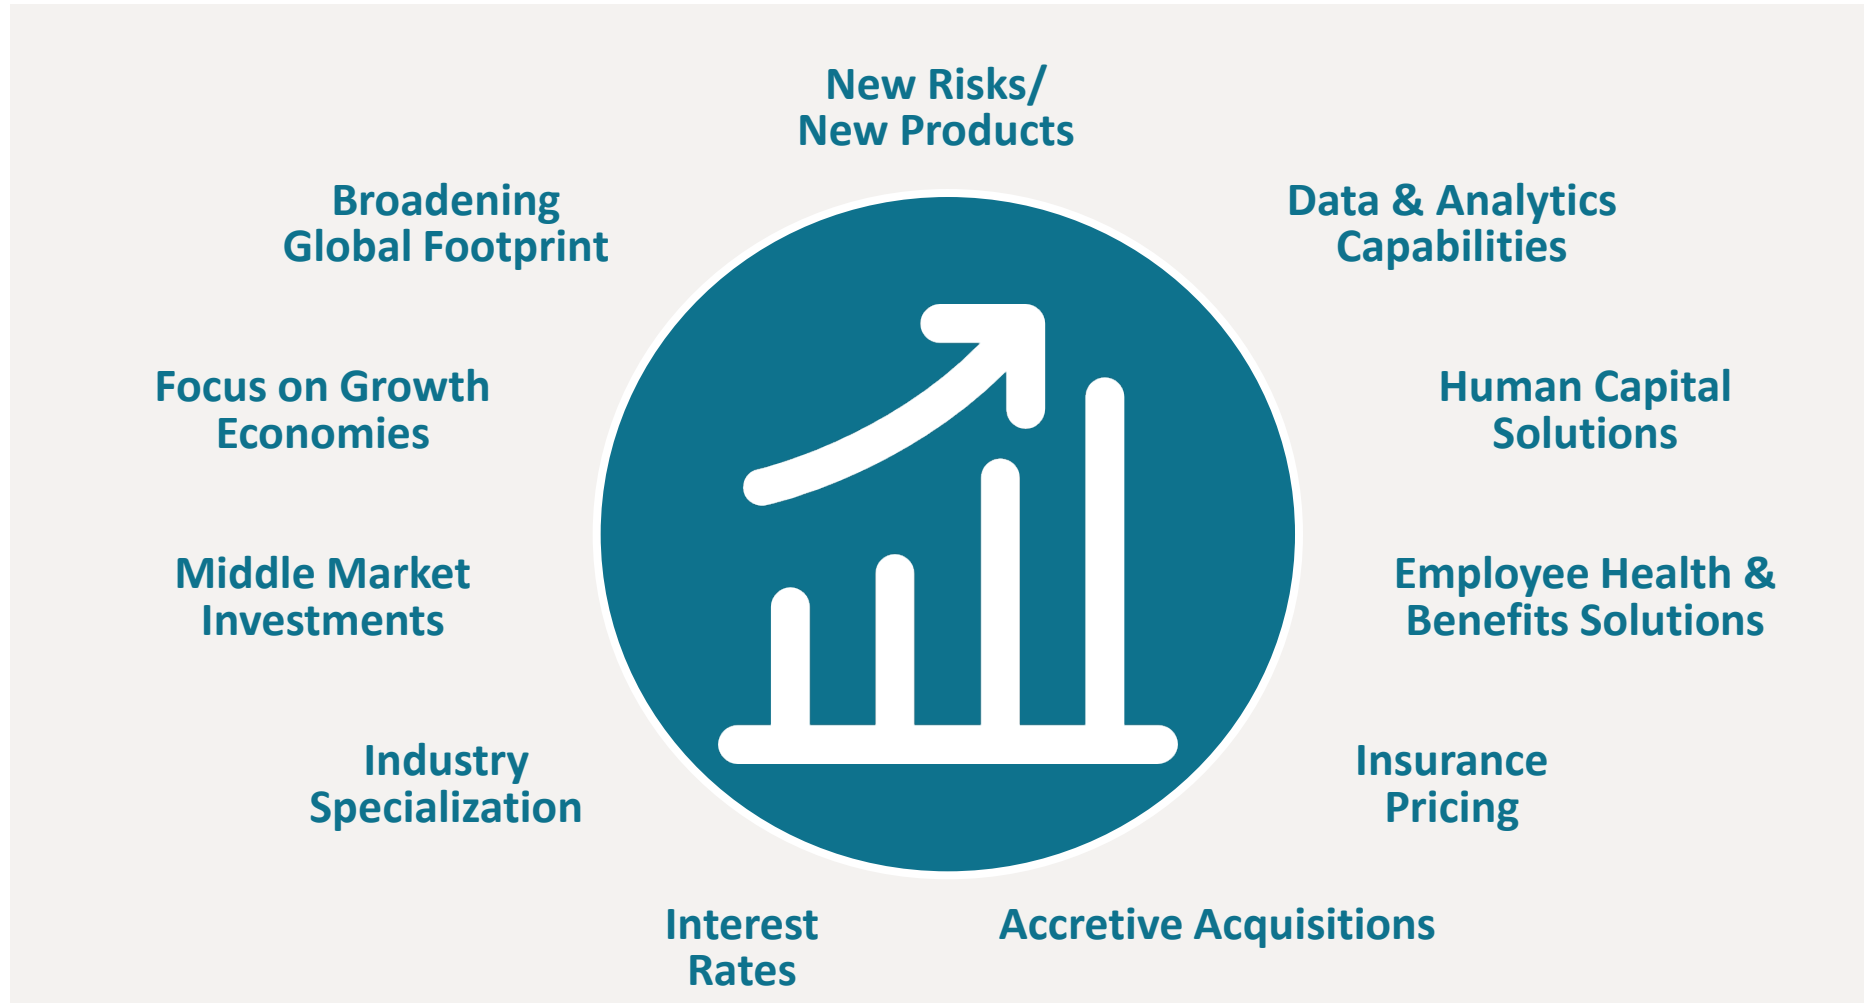 New Risks/
New Products
Broadening
Global Footprint
Data & Analytics
Capabilities
Focus on Growth
Economies
Human Capital
Solutions
Middle Market
Investments
Employee Health &
Benefits Solutions
Industry
Specialization
Insurance
Pricing
Interest
Rates
Accretive Acquisitions